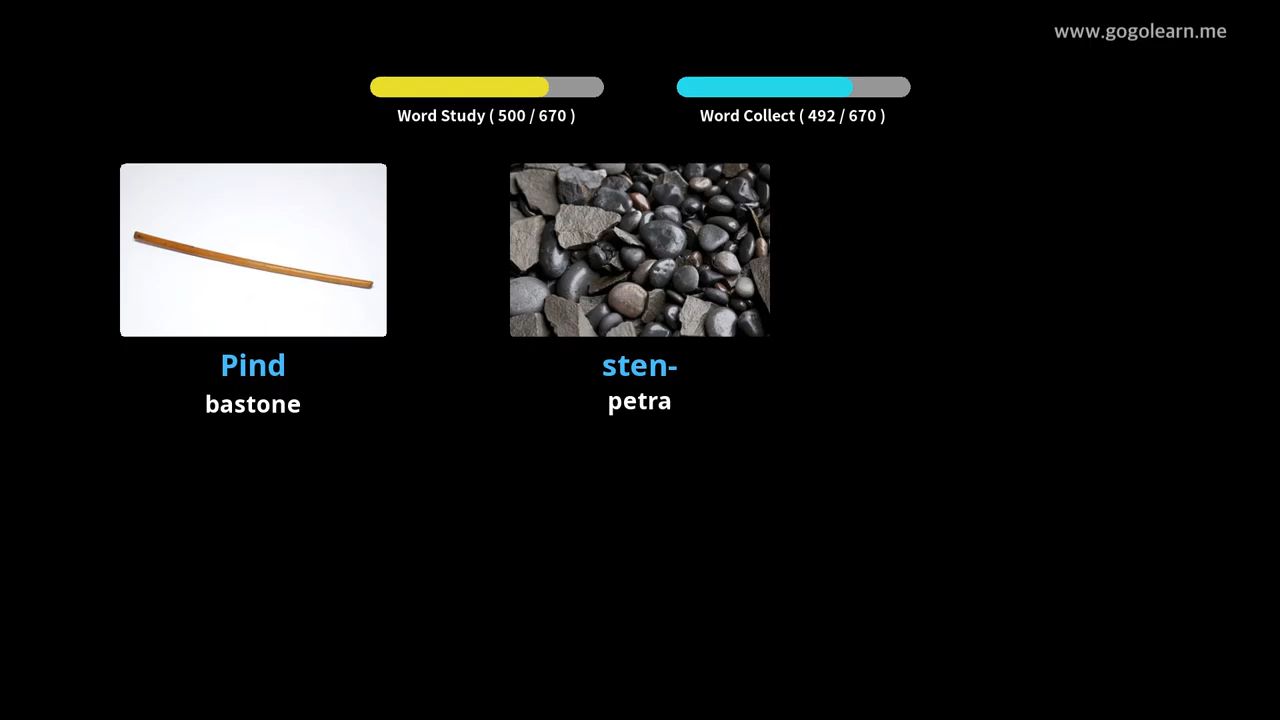 www.gogolearn.me
Word Study ( 500 / 670 )
Word Collect ( 492 / 670 )
Pind
bastone
sten-
petra